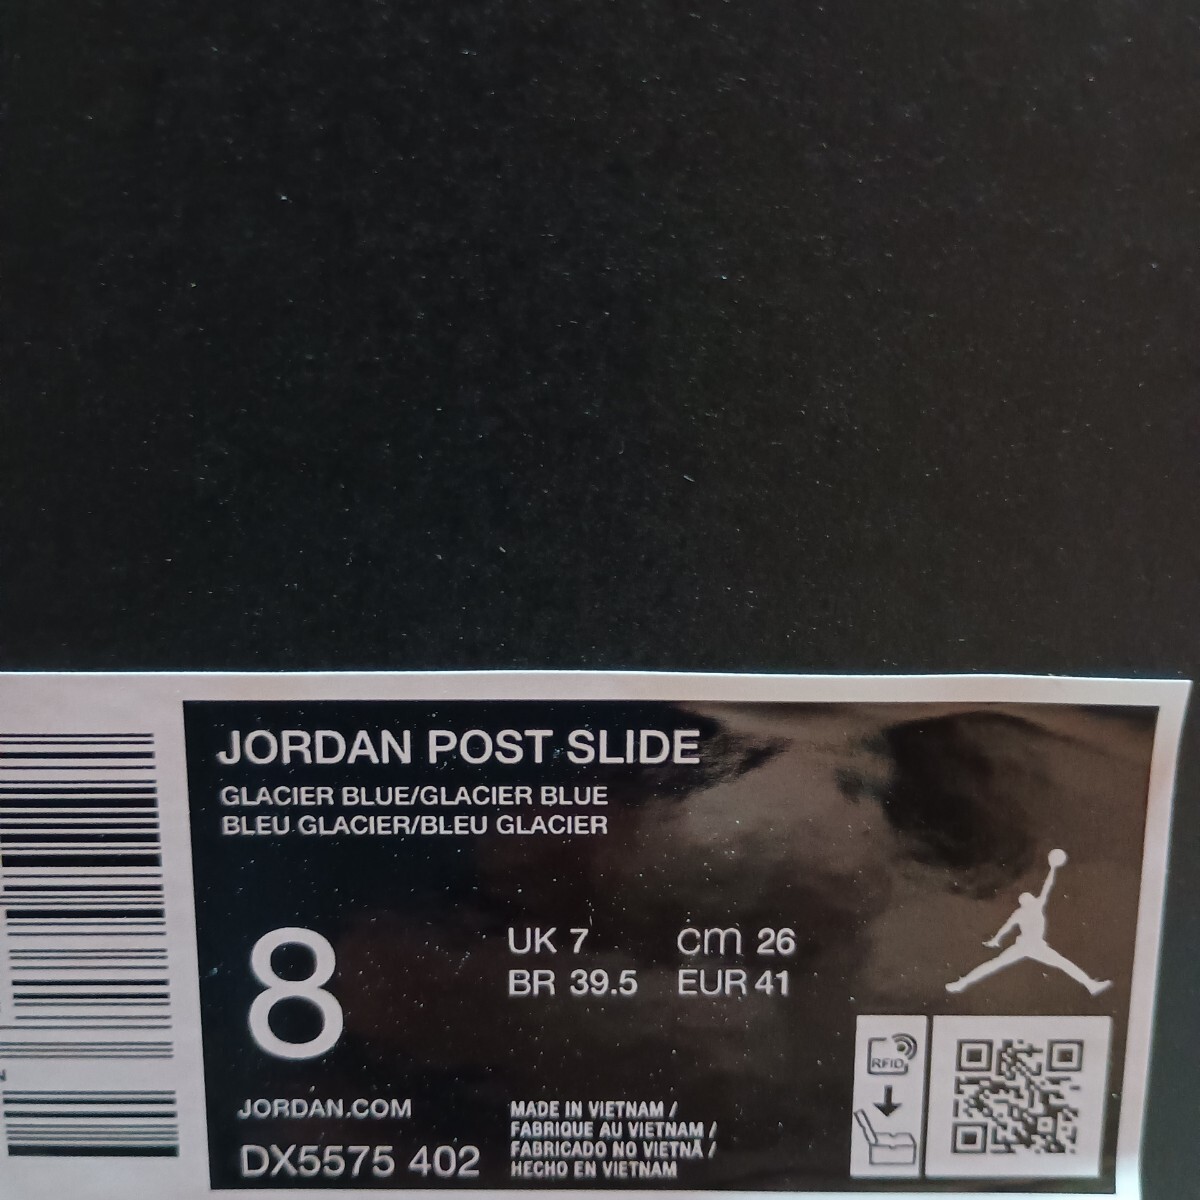 JORDAN POST SLIDE
GLACIER BLUE/GLACIER BLUE
BLEU GLACIER/BLEU GLACIER
8
UK 7 cm 26
BR 39.5 EUR 41
JORDAN.COM
DX5575 402
MADE IN VIETNAM /
FABRIQUE AU VIETNAM /
FABRICADO NO VIETNÃ /
HECHO EN VIETNAM
RFID